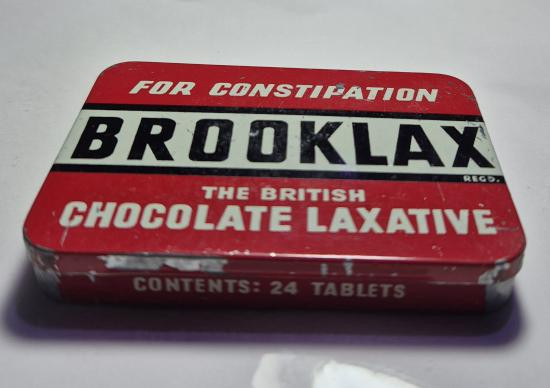 FOR CONSTIPATION
BROOKLAX
REGD.
THE BRITISH
CHOCOLATE LAXATIVE
CONTENTS: 24 TABLETS